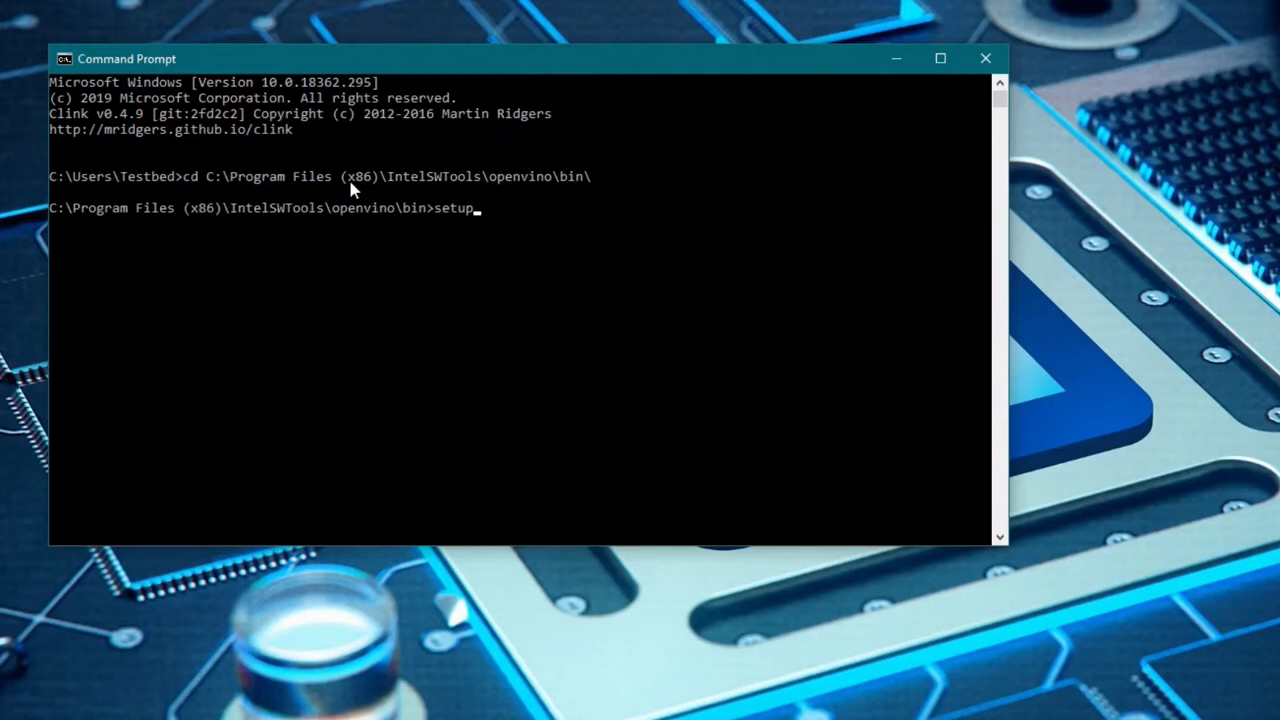 Command Prompt
Microsoft Windows [Version 10.0.18362.295]
(c) 2019 Microsoft Corporation. All rights reserved.
Clink v0.4.9 [git:2fd2c2] Copyright (c) 2012-2016 Martin Ridgers
http://mridgers.github.io/clink
C:\Users\Testbed>cd C:\Program Files (x86)\IntelSWTools\openvino\bin\
C:\Program Files (x86)\IntelSWTools\openvino\bin>setup